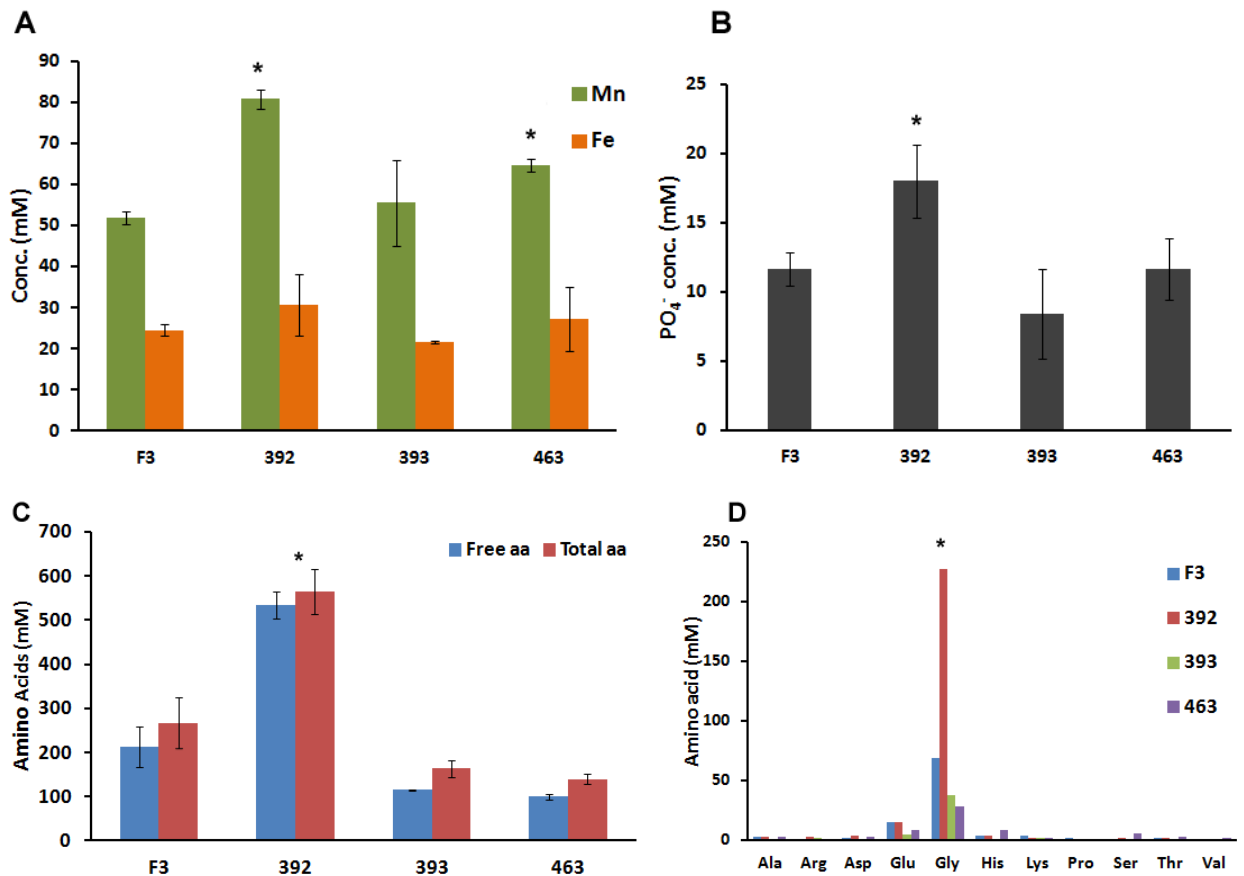 A
90
80
70
60
50
40
30
20
10
0
Conc. (mM)
*
*
Mn
Fe
F3 392 393 463
B
25
20
15
10
5
0
PO₄⁻ conc. (mM)
*
F3 392 393 463
C
700
600
500
400
300
200
100
0
Amino Acids (mM)
Free aa Total aa
*
F3 392 393 463
D
250
200
150
100
50
0
Amino acid (mM)
*
F3
392
393
463
Ala Arg Asp Glu Gly His Lys Pro Ser Thr Val